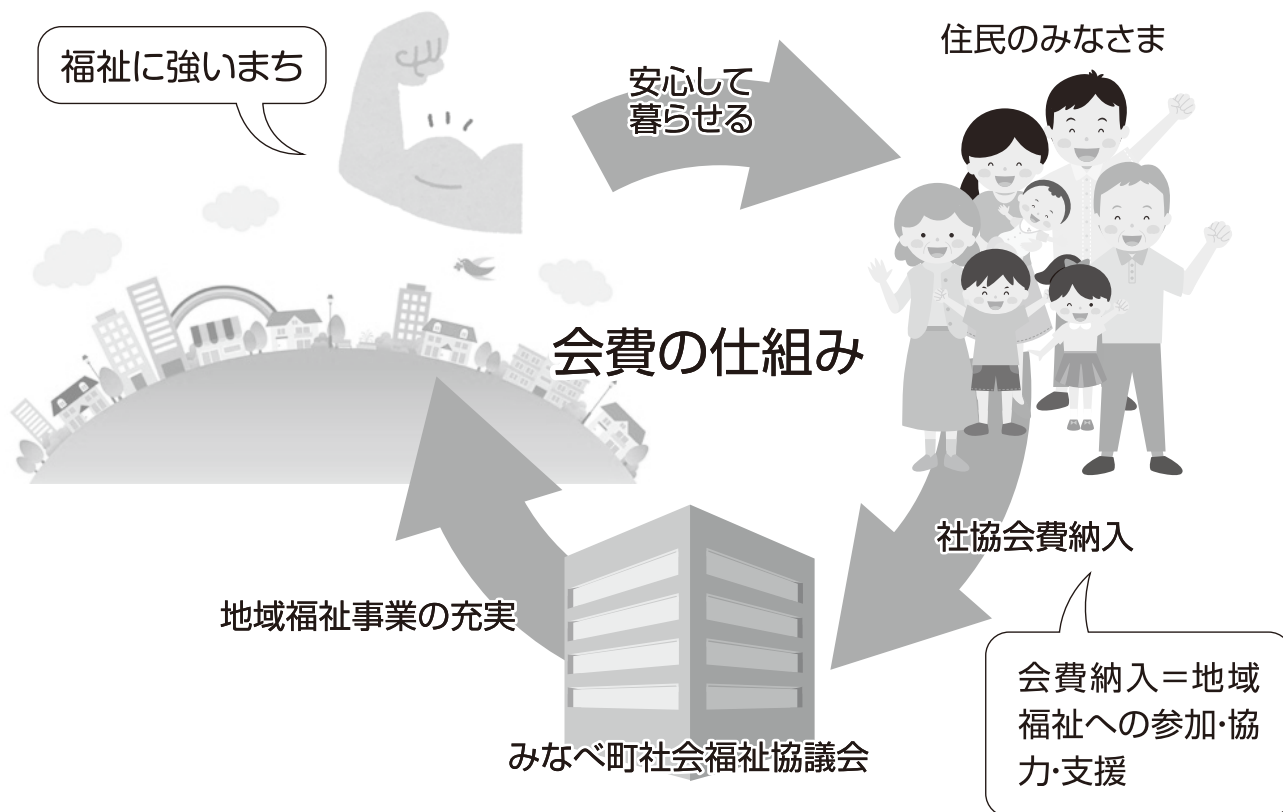 福祉に強いまち
安心して
暮らせる
住民のみなさま
会費の仕組み
社協会費納入
地域福祉事業の充実
みなべ町社会福祉協議会
会費納入＝地域
福祉への参加・協
力・支援